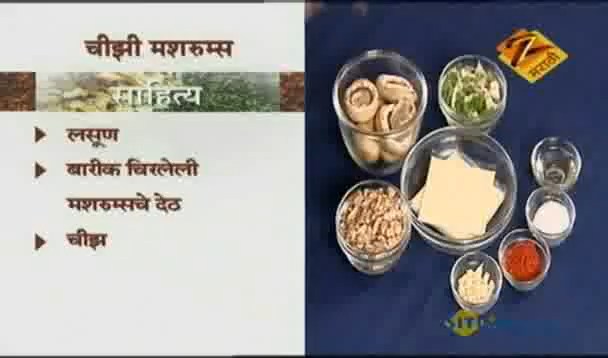 चीझी मशरुम्स
साहित्य
लसूण
बारीक चिरलेली
मशरुम्सचे देठ
चीझ
मराठी